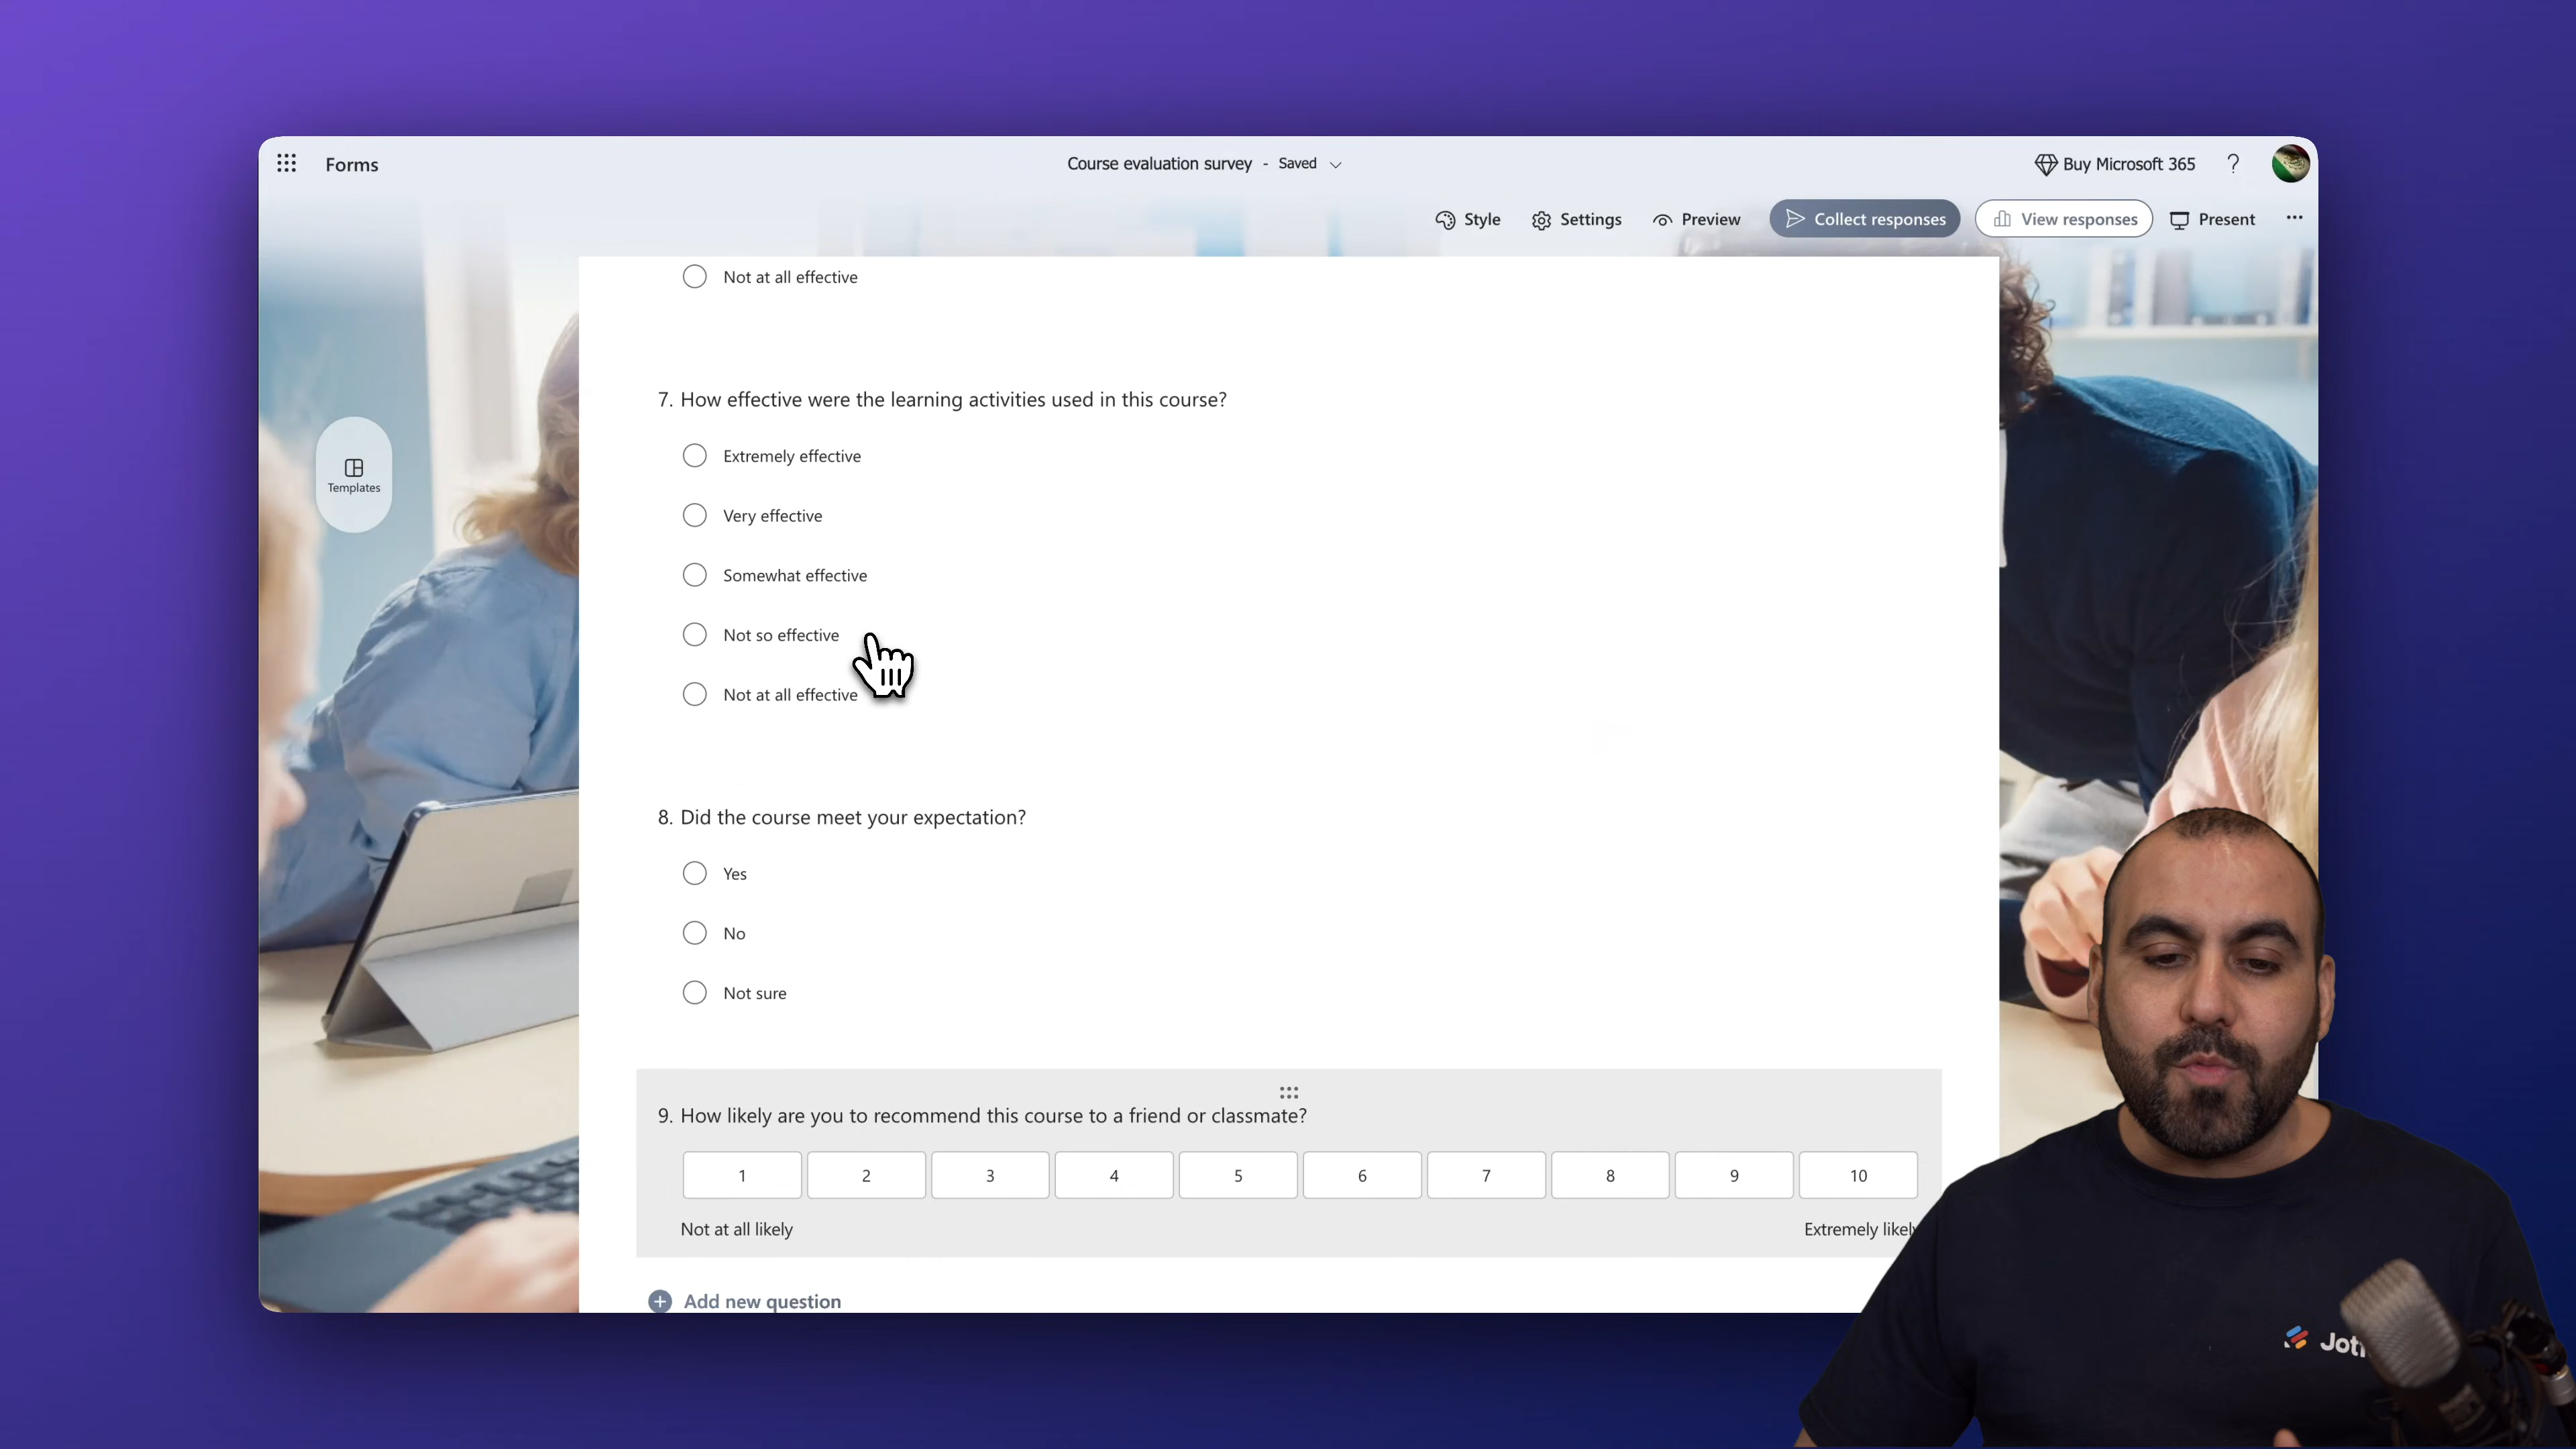 Forms
Course evaluation survey - Saved
Buy Microsoft 365 ?
Style Settings Preview Collect responses View responses Present ...
Templates
Not at all effective
7. How effective were the learning activities used in this course?
Extremely effective
Very effective
Somewhat effective
Not so effective
Not at all effective
8. Did the course meet your expectation?
Yes
No
Not sure
9. How likely are you to recommend this course to a friend or classmate?
1 2 3 4 5 6 7 8 9 10
Not at all likely Extremely likely
Add new question